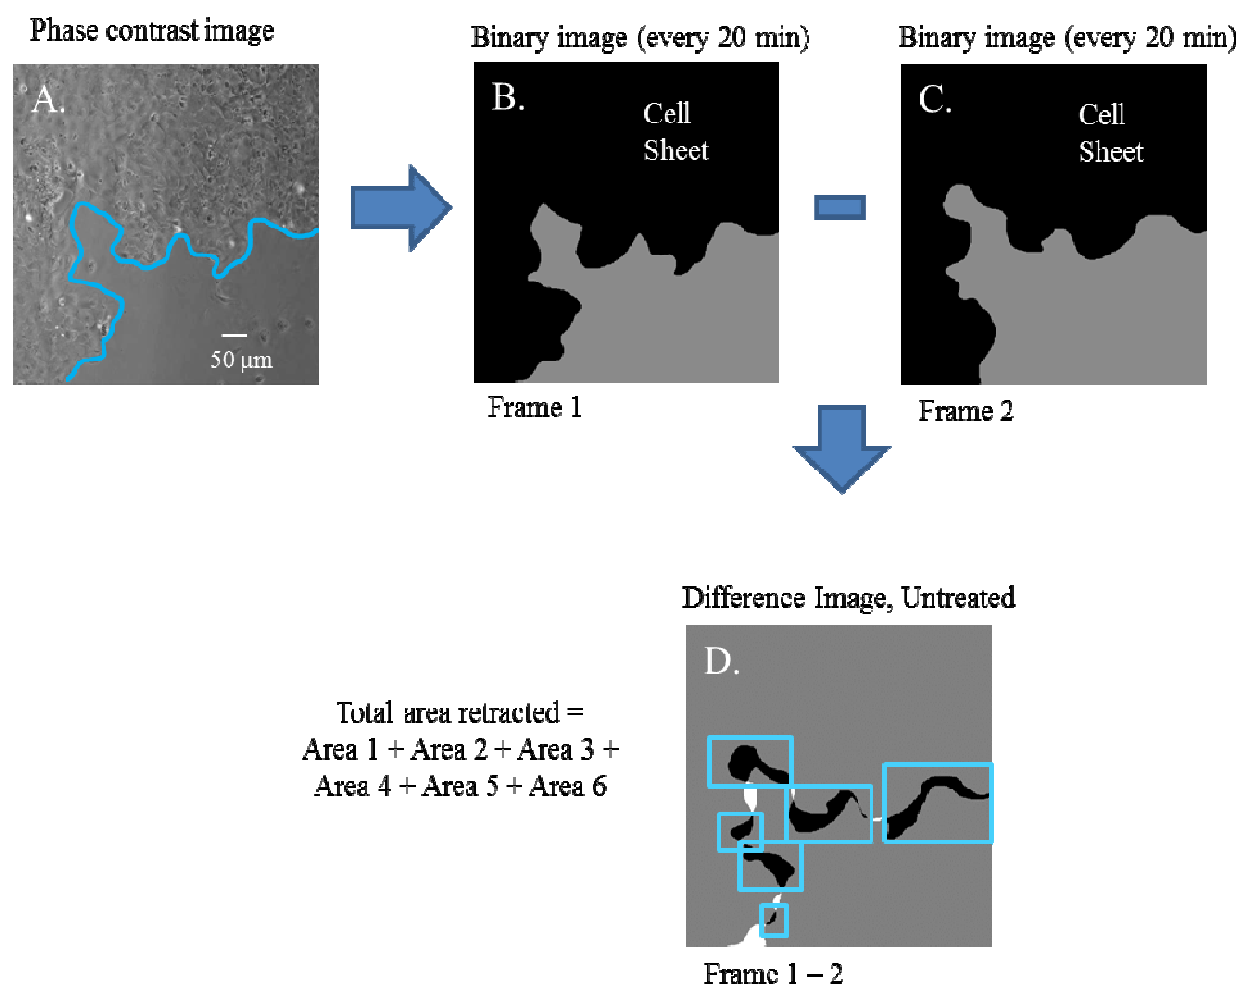 Phase contrast image
Binary image (every 20 min)
Binary image (every 20 min)
A.
50 μm
B.
Cell
Sheet
C.
Cell
Sheet
Frame 1
Frame 2
Difference Image, Untreated
D.
Total area retracted =
Area 1 + Area 2 + Area 3 +
Area 4 + Area 5 + Area 6
Frame 1 – 2